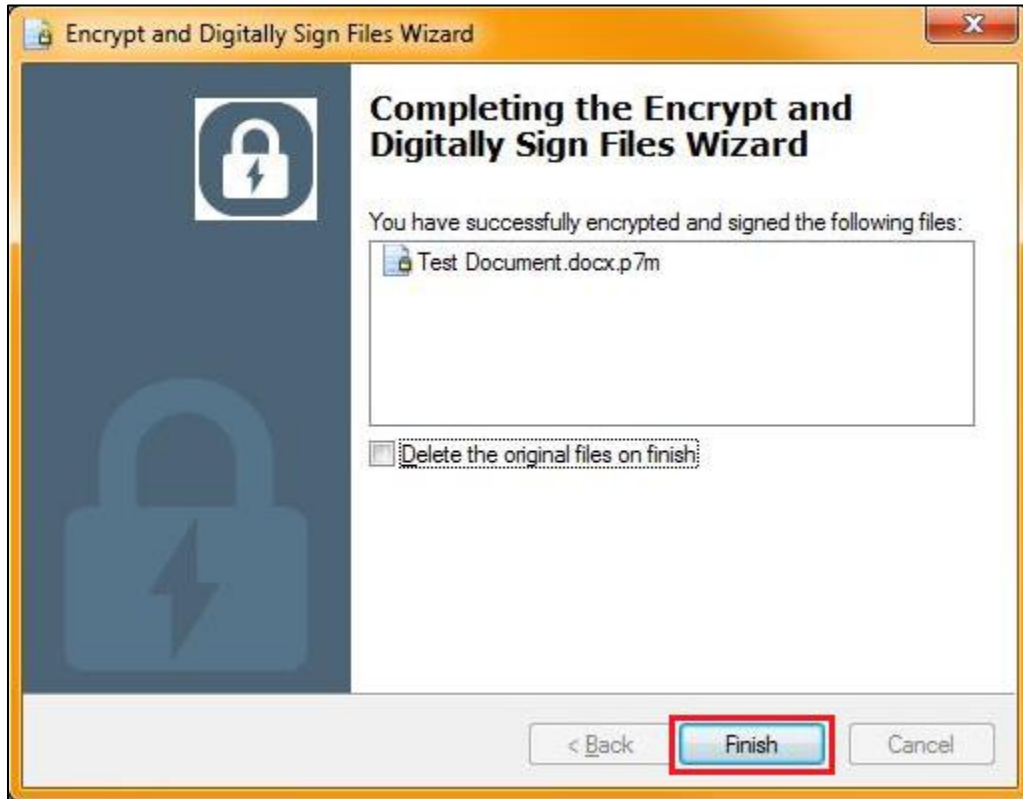 Encrypt and Digitally Sign Files Wizard
Completing the Encrypt and
Digitally Sign Files Wizard
You have successfully encrypted and signed the following files:
Test Document.docx.p7m
Delete the original files on finish
< Back
Finish
Cancel